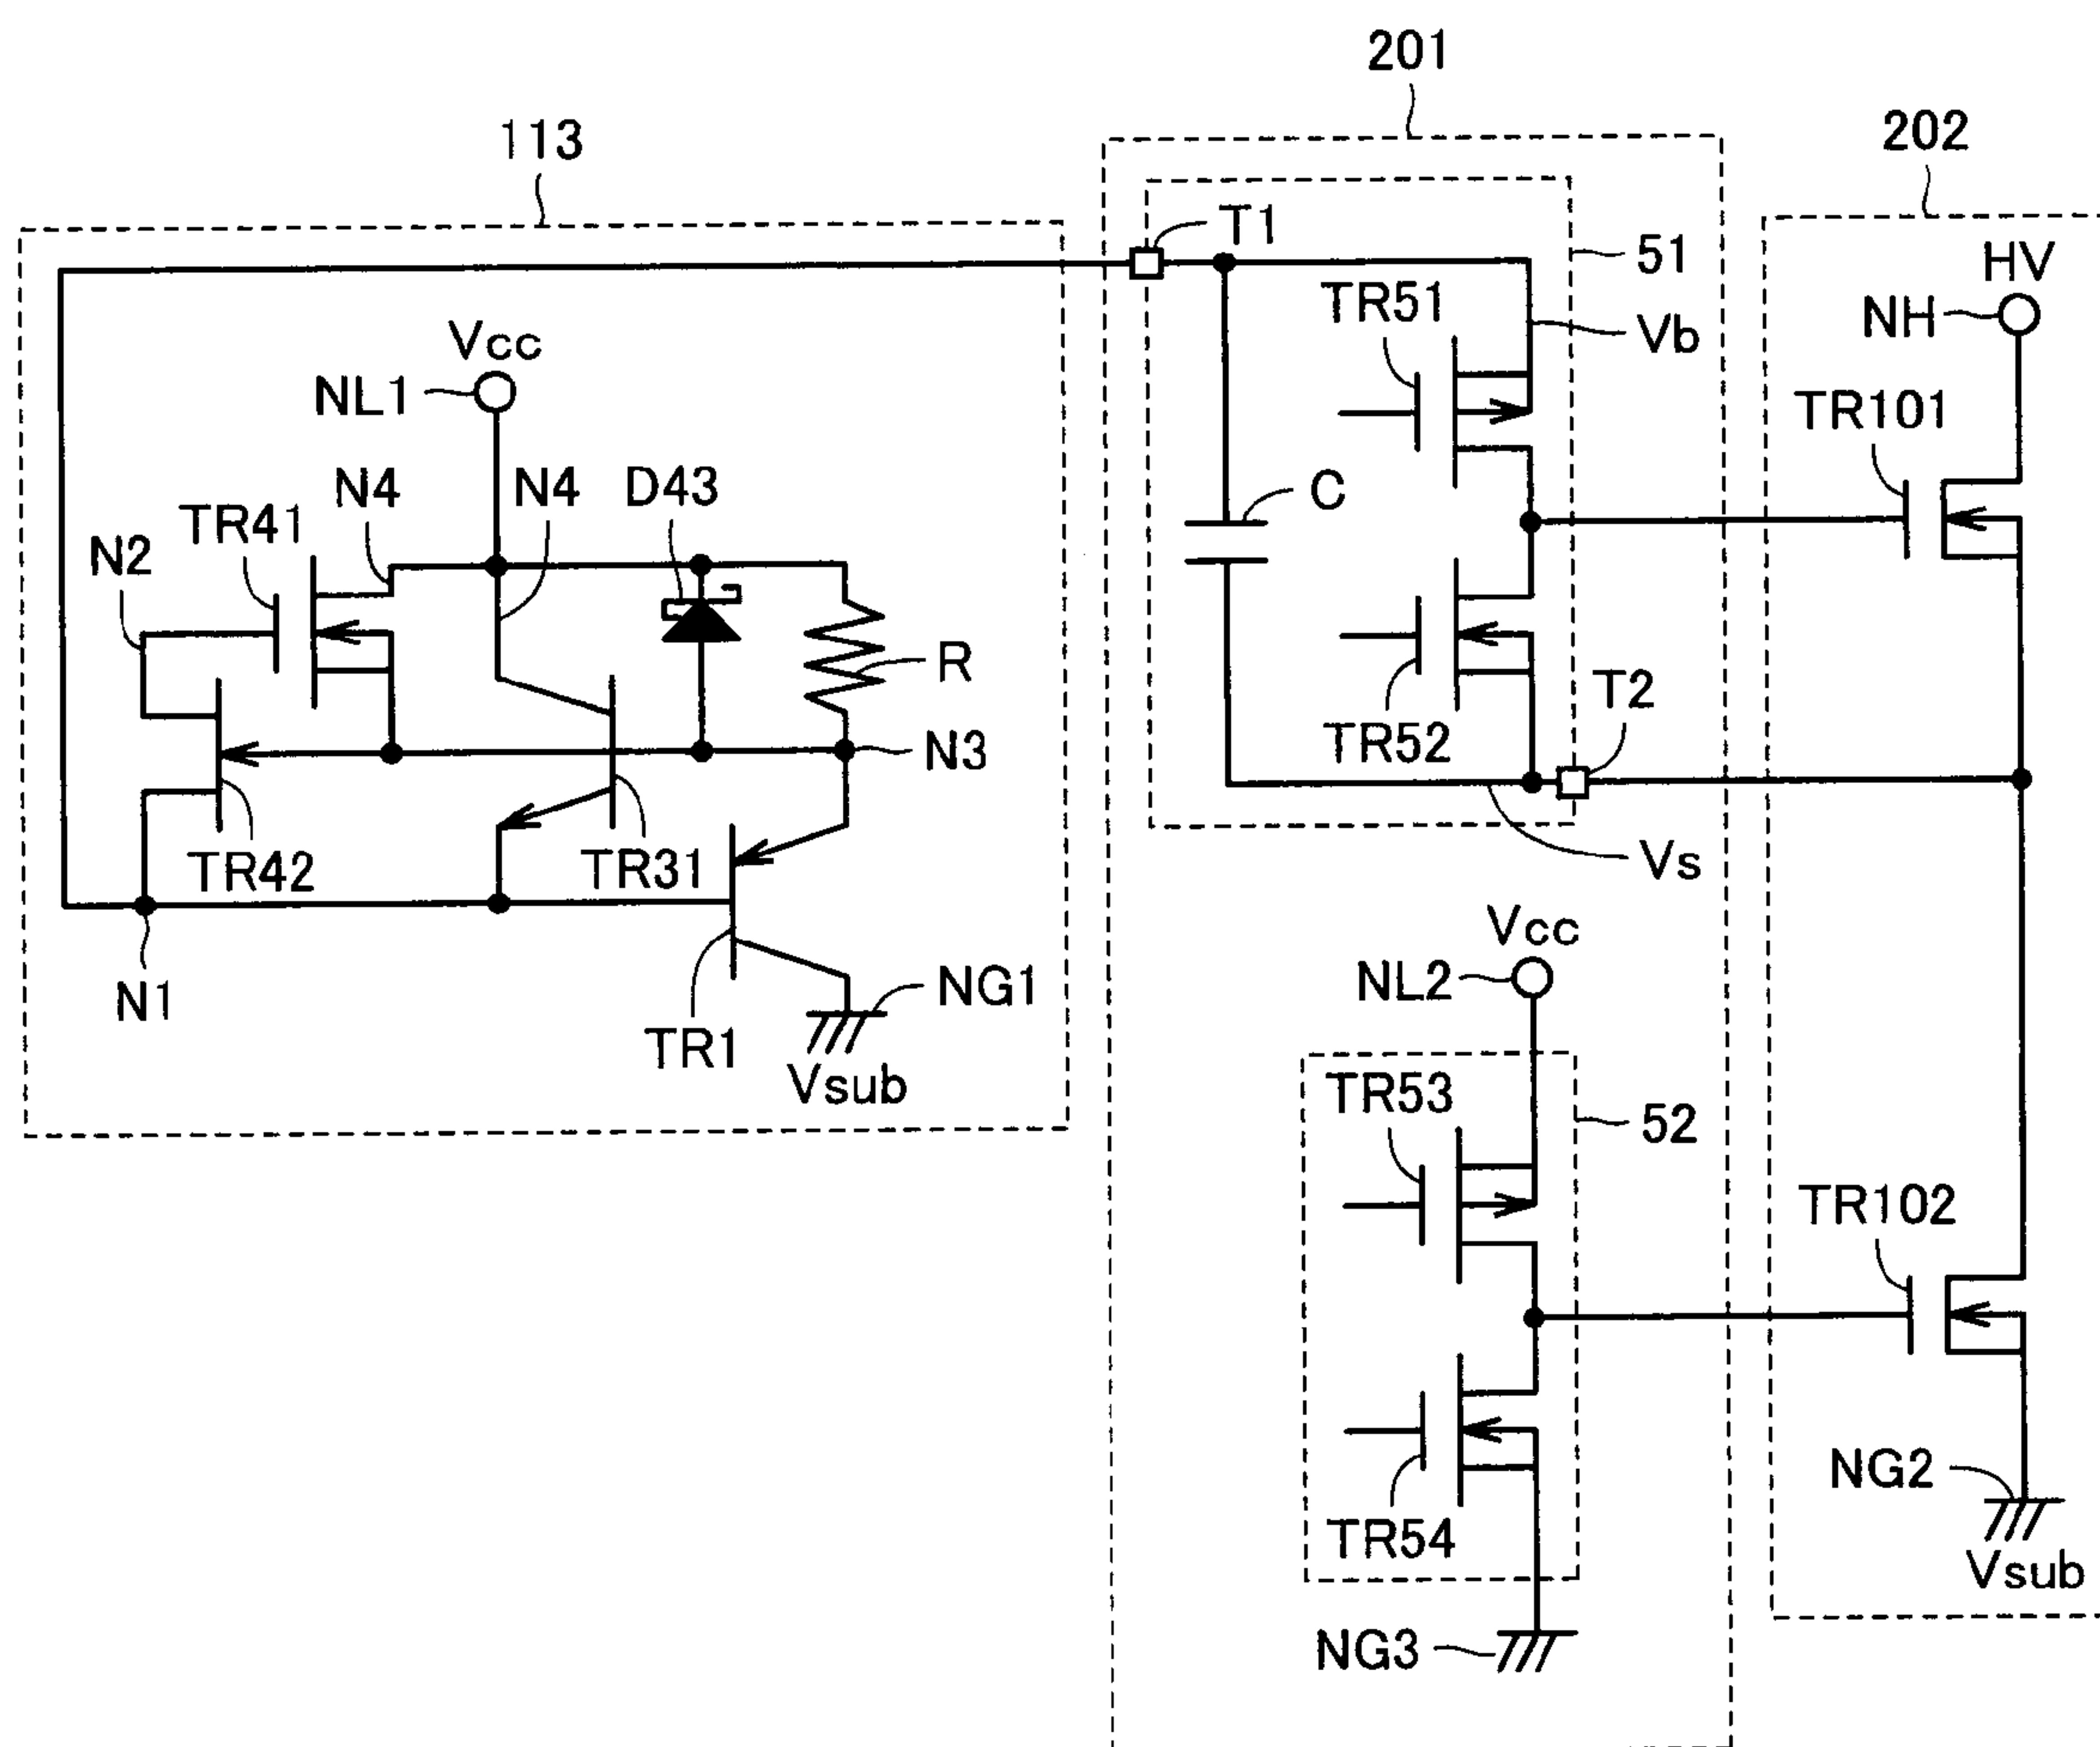 201
113
202
T1
51
HV
TR51
NH
Vb
Vcc
NL1
TR101
N4
N4
D43
C
TR41
N2
R
T2
TR52
N3
TR42
TR31
Vs
Vcc
NL2
N1
NG1
TR1
Vsub
TR53
52
TR102
NG2
TR54
Vsub
NG3